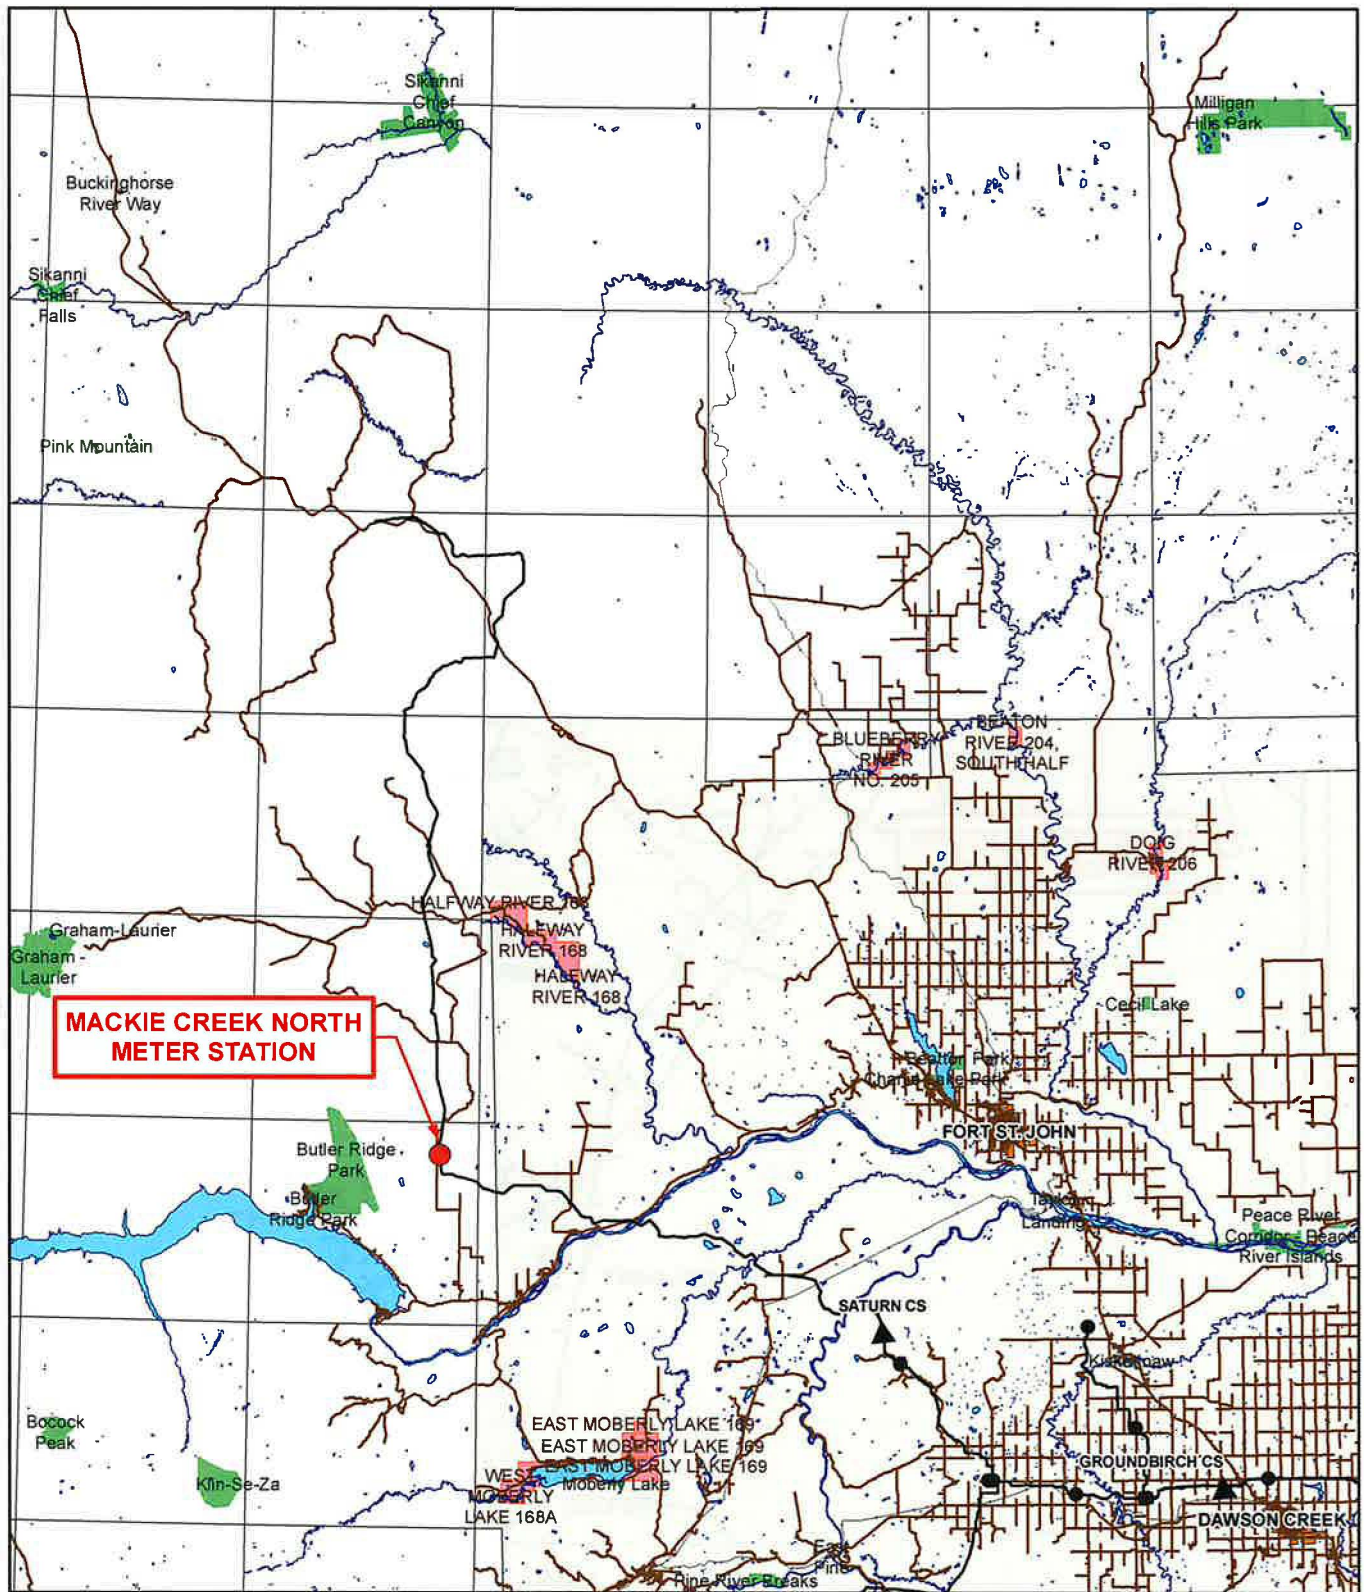 Sikanni
Chief
Canyon
Milligan
Hills Park
Buckinghorse
River Way
Sikanni
Chief
Falls
Pink Mountain
BLUEBERRY
RIVER
NO. 205
BEATON
RIVER 204,
SOUTH HALF
DOIG
RIVER 206
HALFWAY RIVER 168
HALFWAY
RIVER 168
HALFWAY
RIVER 168
Graham-Laurier
Graham -
Laurier
MACKIE CREEK NORTH
METER STATION
Cecil Lake
Beatton Park
Charlie Lake Park
FORT ST. JOHN
Butler Ridge
Park
Butler
Ridge Park
Taylor
Landing
Peace River
Corridor - Peace
River Islands
SATURN CS
Kiskatinaw
Bocock
Peak
EAST MOBERLY LAKE 169
EAST MOBERLY LAKE 169
EAST MOBERLY LAKE 169
Klin-Se-Za
WEST
MOBERLY
LAKE 168A
Moberly Lake
GROUNDBIRCH CS
DAWSON CREEK
East
Pine
Pine River Breaks